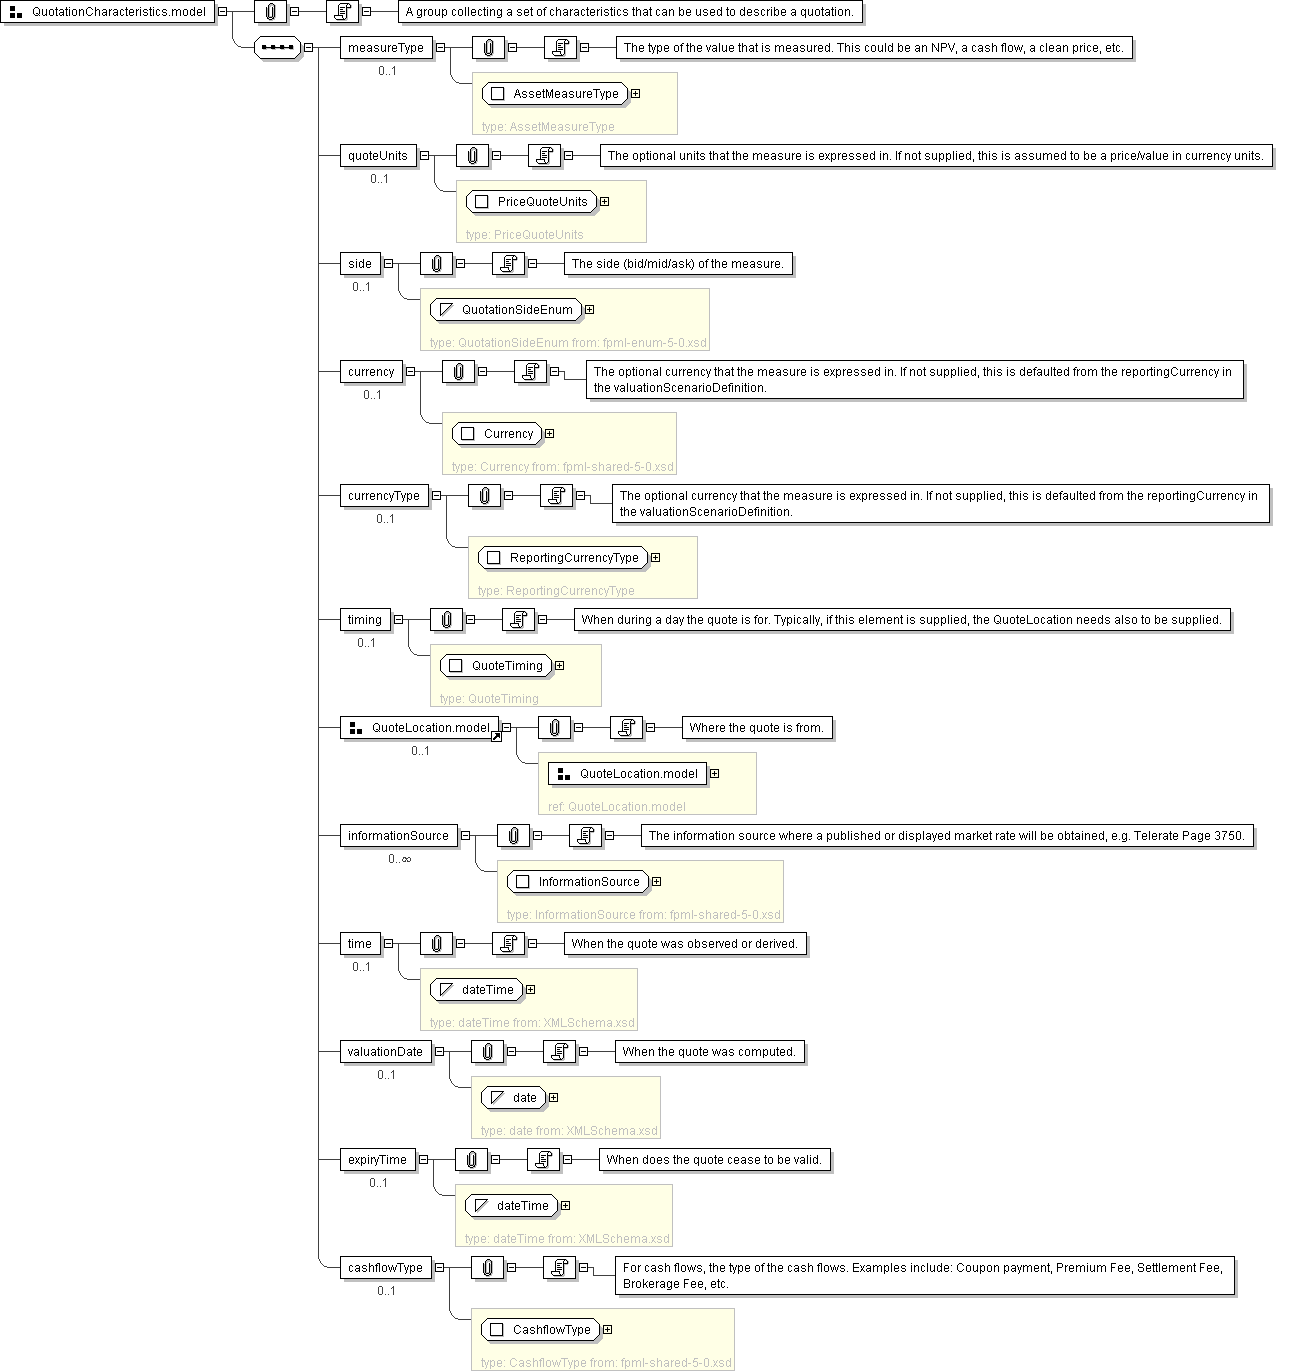 QuotationCharacteristics.model
A group collecting a set of characteristics that can be used to describe a quotation.
measureType
The type of the value that is measured. This could be an NPV, a cash flow, a clean price, etc.
0..1
AssetMeasureType
type: AssetMeasureType
quoteUnits
The optional units that the measure is expressed in. If not supplied, this is assumed to be a price/value in currency units.
0..1
PriceQuoteUnits
type: PriceQuoteUnits
side
The side (bid/mid/ask) of the measure.
0..1
QuotationSideEnum
type: QuotationSideEnum from: fpml-enum-5-0.xsd
currency
The optional currency that the measure is expressed in. If not supplied, this is defaulted from the reportingCurrency in
the valuationScenarioDefinition.
0..1
Currency
type: Currency from: fpml-shared-5-0.xsd
currencyType
The optional currency that the measure is expressed in. If not supplied, this is defaulted from the reportingCurrency in
the valuationScenarioDefinition.
0..1
ReportingCurrencyType
type: ReportingCurrencyType
timing
When during a day the quote is for. Typically, if this element is supplied, the QuoteLocation needs also to be supplied.
0..1
QuoteTiming
type: QuoteTiming
QuoteLocation.model
Where the quote is from.
0..1
QuoteLocation.model
ref: QuoteLocation.model
informationSource
The information source where a published or displayed market rate will be obtained, e.g. Telerate Page 3750.
0..∞
InformationSource
type: InformationSource from: fpml-shared-5-0.xsd
time
When the quote was observed or derived.
0..1
dateTime
type: dateTime from: XMLSchema.xsd
valuationDate
When the quote was computed.
0..1
date
type: date from: XMLSchema.xsd
expiryTime
When does the quote cease to be valid.
0..1
dateTime
type: dateTime from: XMLSchema.xsd
cashflowType
For cash flows, the type of the cash flows. Examples include: Coupon payment, Premium Fee, Settlement Fee,
Brokerage Fee, etc.
0..1
CashflowType
type: CashflowType from: fpml-shared-5-0.xsd